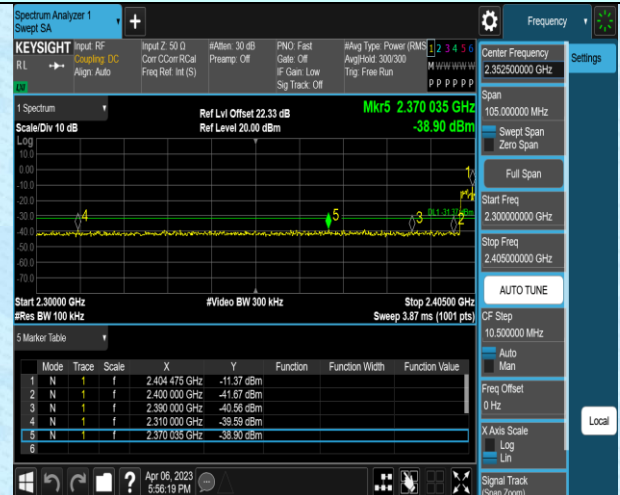 Spectrum Analyzer 1
Swept SA
Frequency
KEYSIGHT
RL
Input: RF
Coupling: DC
Align: Auto
Input Z: 50 Ω
Corr CCorr RCal
Freq Ref: Int (S)
#Atten: 30 dB
Preamp: Off
PNO: Fast
Gate: Off
IF Gain: Low
Sig Track: Off
#Avg Type: Power (RMS
Avg|Hold: 300/300
Trig: Free Run
1 2 3 4 5 6
M W W W W W
P P P P P P
1 Spectrum
Scale/Div 10 dB
Ref Lvl Offset 22.33 dB
Ref Level 20.00 dBm
Mkr5 2.370 035 GHz
-38.90 dBm
Log
10.0
0.00
-10.0
-20.0
-30.0
-40.0
-50.0
-60.0
-70.0
1
4
5
3
2
DL1 -31.37 dBm
Start 2.30000 GHz
#Res BW 100 kHz
#Video BW 300 kHz
Stop 2.40500 GHz
Sweep 3.87 ms (1001 pts)
5 Marker Table
Mode Trace Scale X Y Function Function Width Function Value
1 N 1 f 2.404 475 GHz -11.37 dBm
2 N 1 f 2.400 000 GHz -41.67 dBm
3 N 1 f 2.390 000 GHz -40.56 dBm
4 N 1 f 2.310 000 GHz -39.59 dBm
5 N 1 f 2.370 035 GHz -38.90 dBm
6
Apr 06, 2023
5:56:19 PM
Center Frequency
2.352500000 GHz
Settings
Span
105.000000 MHz
Swept Span
Zero Span
Full Span
Start Freq
2.300000000 GHz
Stop Freq
2.405000000 GHz
AUTO TUNE
CF Step
10.500000 MHz
Auto
Man
Freq Offset
0 Hz
X Axis Scale
Log
Lin
Local
Signal Track
(Span Zoom)